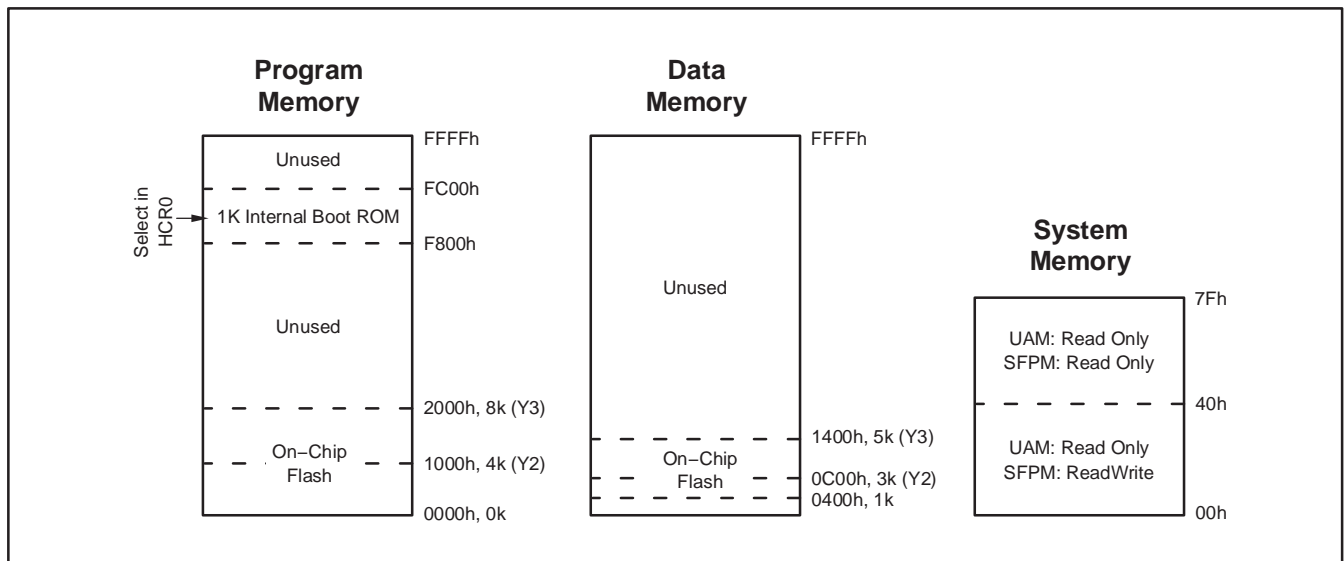 Program
Memory
FFFFh
Unused
FC00h
Select in
HCR0
1K Internal Boot ROM
F800h
Unused
2000h, 8k (Y3)
On−Chip
Flash
1000h, 4k (Y2)
0000h, 0k
Data
Memory
FFFFh
Unused
1400h, 5k (Y3)
On−Chip
Flash
0C00h, 3k (Y2)
0400h, 1k
System
Memory
7Fh
UAM: Read Only
SFPM: Read Only
40h
UAM: Read Only
SFPM: ReadWrite
00h